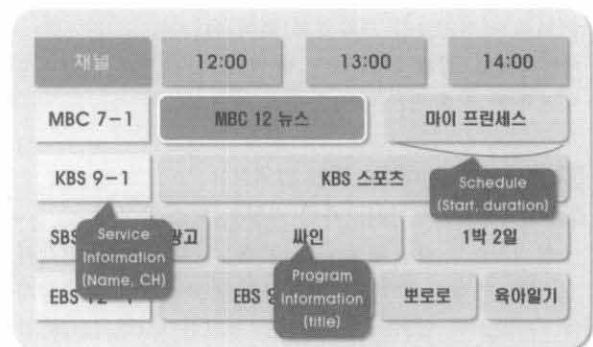 채널 12:00 13:00 14:00
MBC 7-1 MBC 12 뉴스 마이 프린세스
KBS 9-1 KBS 스포츠
Schedule
(Start, duration)
SBS 광고 싸인 1박 2일
Service
Information
(Name, CH)
Program
Information
(title)
EBS EBS 뽀로로 육아일기